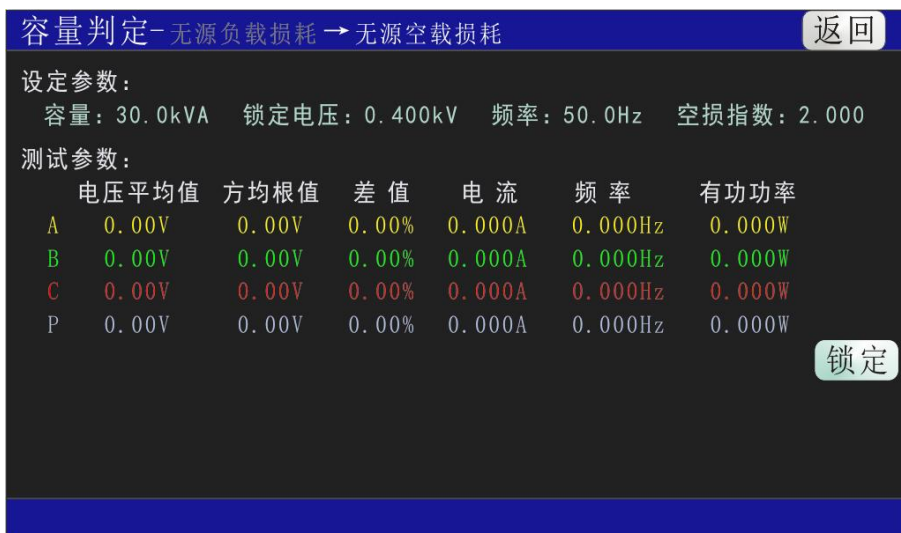 容量判定-无源负载损耗→无源空载损耗 返回
设定参数:
容量: 30.0kVA 锁定电压: 0.400kV 频率: 50.0Hz 空损指数: 2.000
测试参数:
电压平均值 方均根值 差 值 电 流 频 率 有功功率
A 0.00V 0.00V 0.00% 0.000A 0.000Hz 0.000W
B 0.00V 0.00V 0.00% 0.000A 0.000Hz 0.000W
C 0.00V 0.00V 0.00% 0.000A 0.000Hz 0.000W
P 0.00V 0.00V 0.00% 0.000A 0.000Hz 0.000W
锁定